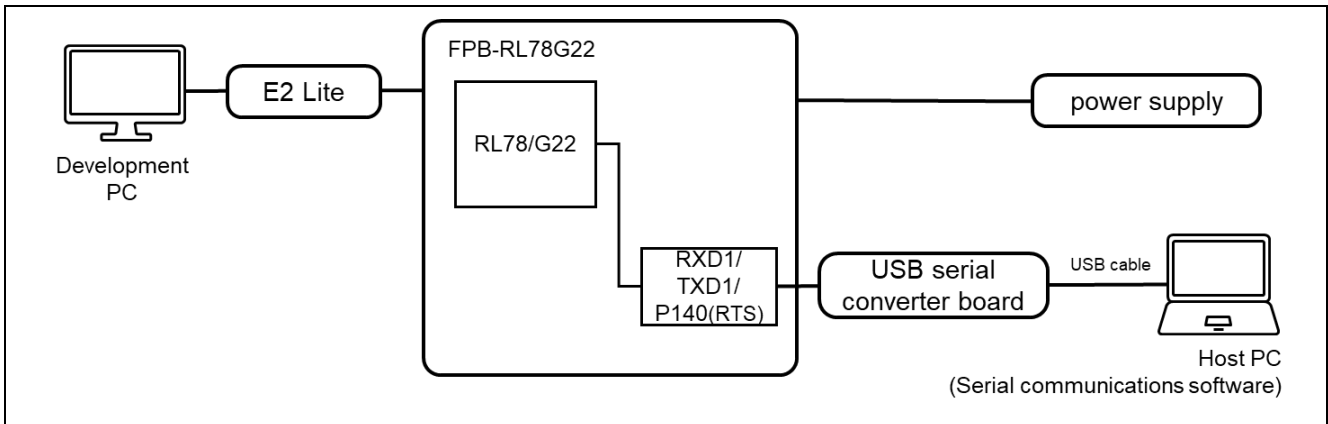 FPB-RL78G22
E2 Lite
power supply
RL78/G22
Development
PC
RXD1/
TXD1/
P140(RTS)
USB serial
converter board
USB cable
Host PC
(Serial communications software)